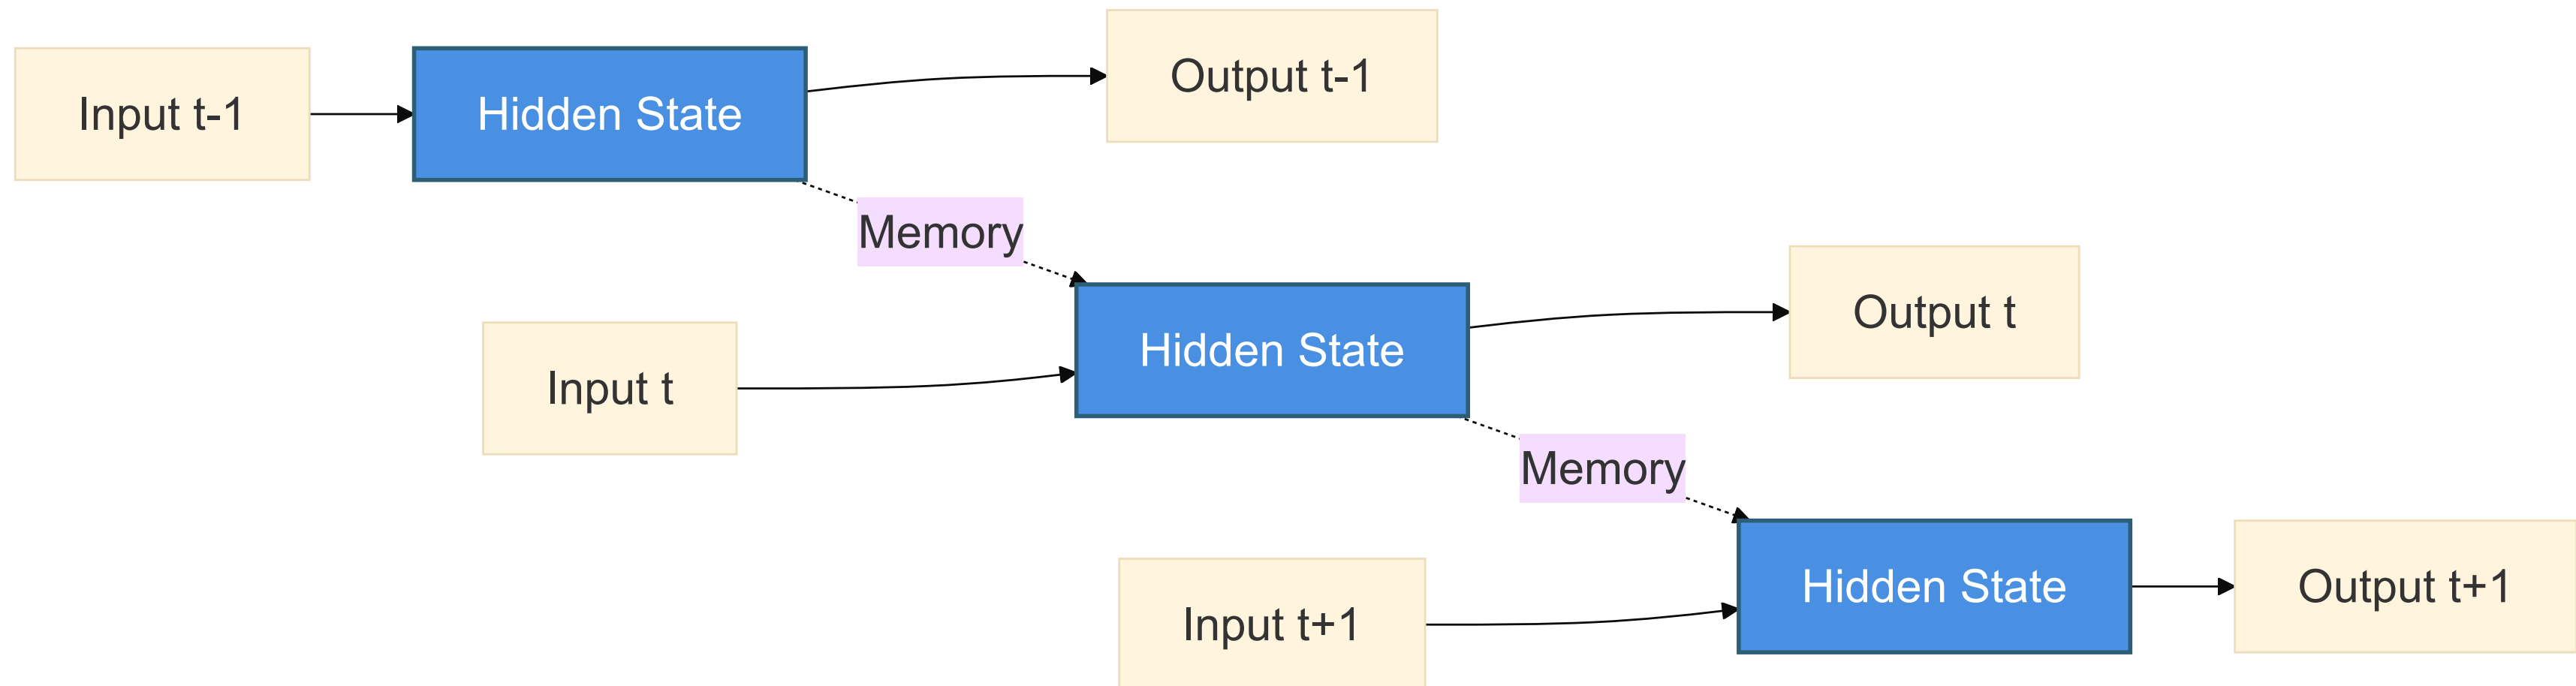 Input t-1
Hidden State
Output t-1
Memory
Input t
Hidden State
Output t
Memory
Input t+1
Hidden State
Output t+1